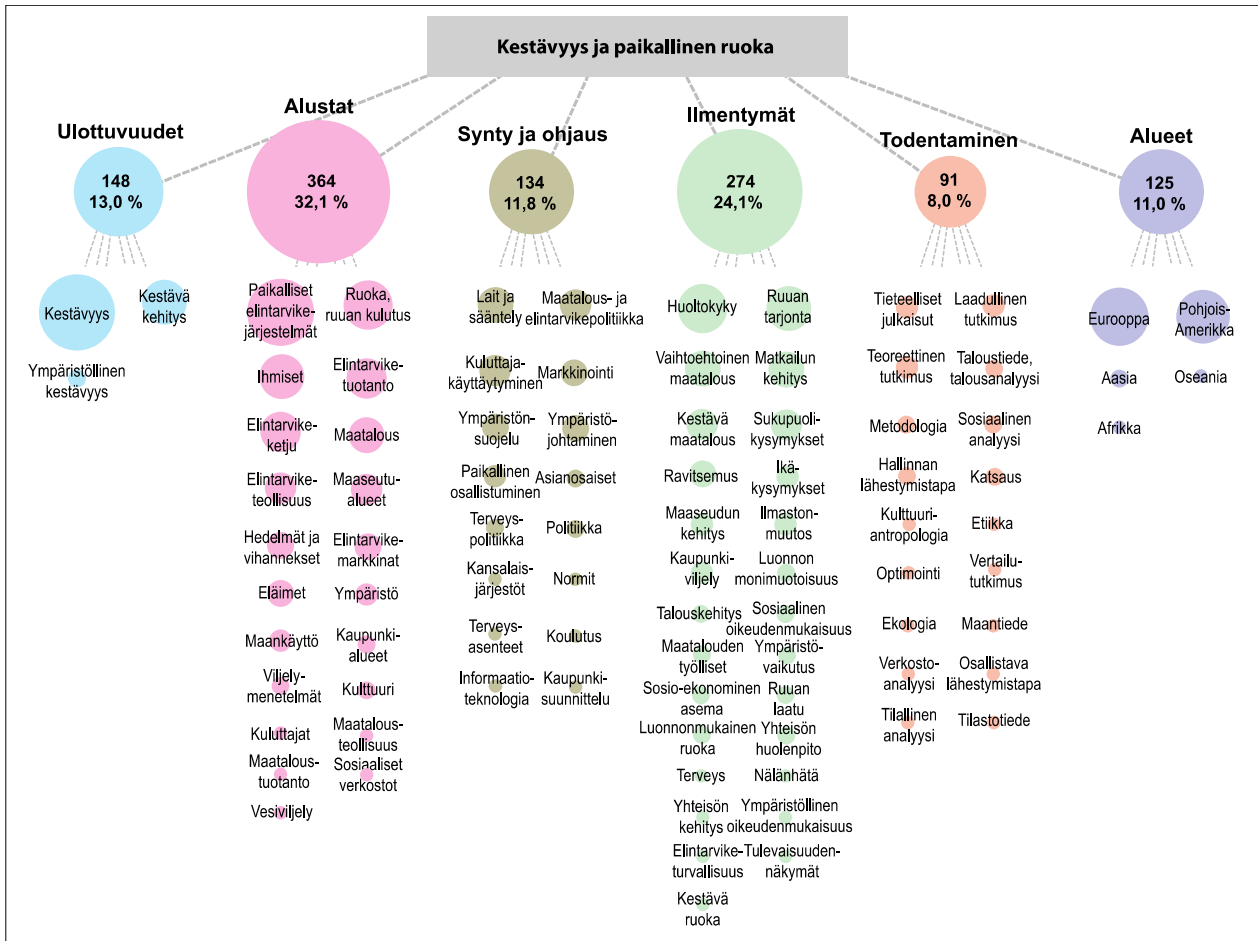 Kestävyys ja paikallinen ruoka
Ulottuvuudet
148
13,0 %
Kestävyys
Kestävä
kehitys
Ympäristöllinen
kestävyys
Alustat
364
32,1 %
Paikalliset
elintarvike-
järjestelmät
Ruoka,
ruuan kulutus
Ihmiset
Elintarvike-
tuotanto
Elintarvike-
ketju
Maatalous
Elintarvike-
teollisuus
Maaseutu-
alueet
Hedelmät ja
vihannekset
Elintarvike-
markkinat
Eläimet
Ympäristö
Maankäyttö
Kaupunki-
alueet
Viljely-
menetelmät
Kulttuuri
Kuluttajat
Maatalous-
teollisuus
Maatalous-
tuotanto
Sosiaaliset
verkostot
Vesiviljely
Synty ja ohjaus
134
11,8 %
Lait ja
sääntely
Maatalous- ja
elintarvikepolitiikka
Kuluttaja-
käyttäytyminen
Markkinointi
Ympäristön-
suojelu
Ympäristö-
johtaminen
Paikallinen
osallistuminen
Asianosaiset
Terveys-
politiikka
Politiikka
Kansalais-
järjestöt
Normit
Terveys-
asenteet
Koulutus
Informaatio-
teknologia
Kaupunki-
suunnittelu
Ilmentymät
274
24,1%
Huoltokyky
Ruuan
tarjonta
Vaihtoehtoinen
maatalous
Matkailun
kehitys
Kestävä
maatalous
Sukupuoli-
kysymykset
Ravitsemus
Ikä-
kysymykset
Maaseudun
kehitys
Ilmaston-
muutos
Kaupunki-
viljely
Luonnon
monimuotoisuus
Talouskehitys
Sosiaalinen
oikeudenmukaisuus
Maatalouden
työlliset
Ympäristö-
vaikutus
Sosio-ekonominen
asema
Ruuan
laatu
Luonnonmukainen
ruoka
Yhteisön
huolenpito
Terveys
Nälänhätä
Yhteisön
kehitys
Ympäristöllinen
oikeudenmukaisuus
Elintarvike-
turvallisuus
Tulevaisuuden-
näkymät
Kestävä
ruoka
Todentaminen
91
8,0 %
Tieteelliset
julkaisut
Laadullinen
tutkimus
Teoreettinen
tutkimus
Taloustiede,
talousanalyysi
Metodologia
Sosiaalinen
analyysi
Hallinnan
lähestymistapa
Katsaus
Kulttuuri-
antropologia
Etiikka
Optimointi
Vertailu-
tutkimus
Ekologia
Maantiede
Verkosto-
analyysi
Osallistava
lähestymistapa
Tilallinen
analyysi
Tilastotiede
Alueet
125
11,0 %
Eurooppa
Pohjois-
Amerikka
Aasia
Oseania
Afrikka